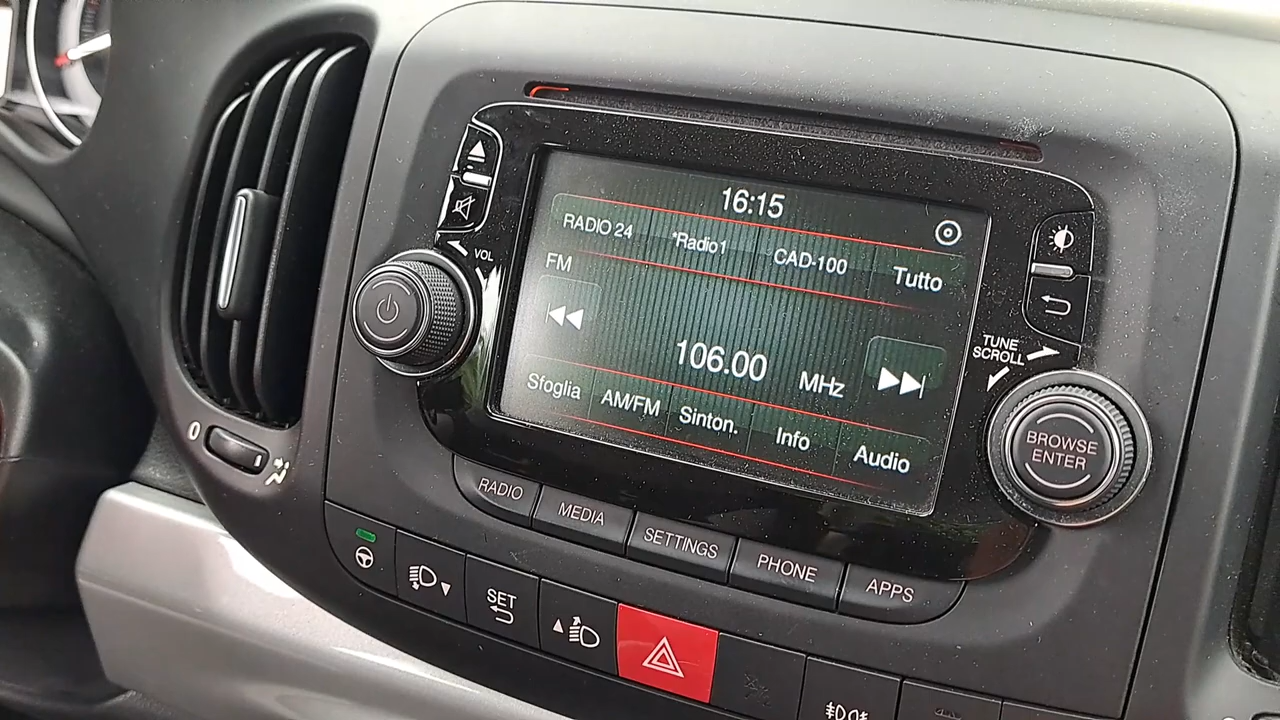 16:15
RADIO 24
*Radio1
CAD-100
Tutto
FM
106.00 MHz
Sfoglia
AM/FM
Sinton.
Info
Audio
VOL
TUNE
SCROLL
BROWSE
ENTER
0
RADIO
MEDIA
SETTINGS
PHONE
APPS
SET